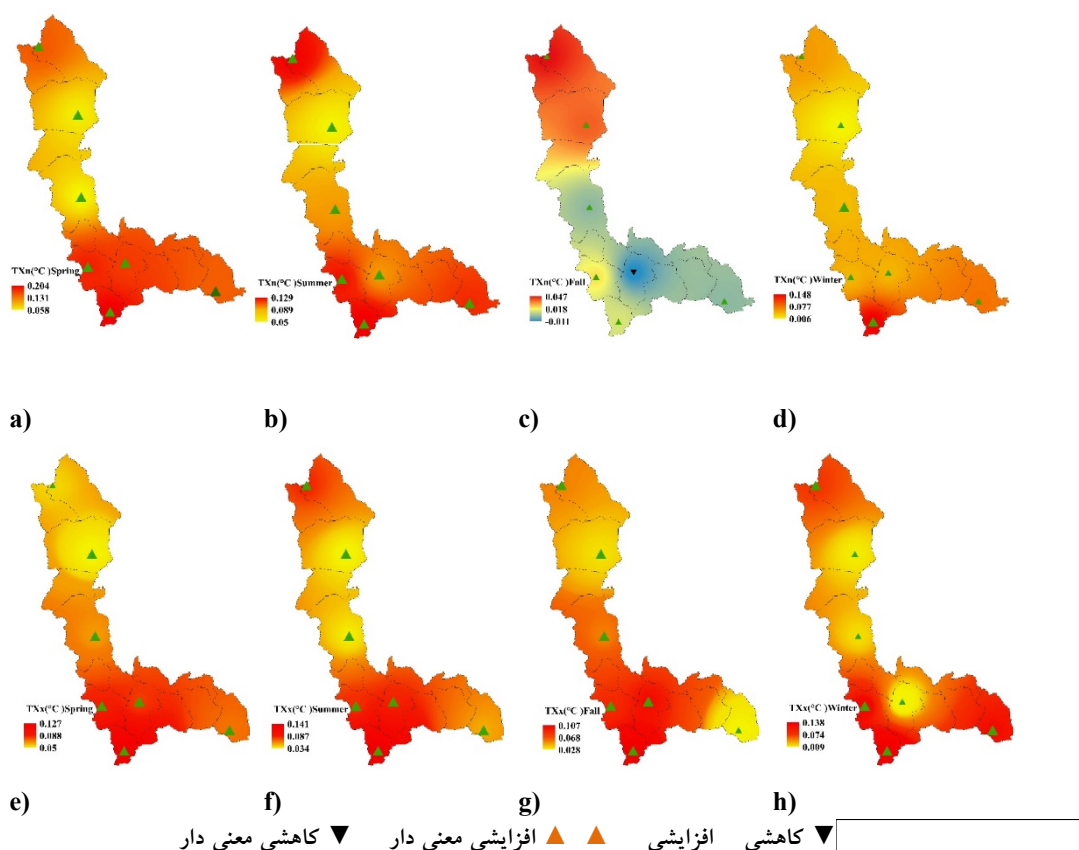 TXn(°C)Spring
0.204
0.131
0.058
TXn(°C)Summer
0.129
0.089
0.05
TXn(°C)Fall
0.047
0.018
-0.011
TXn(°C)Winter
0.148
0.077
0.006
a)
b)
c)
d)
TXx(°C)Spring
0.127
0.088
0.05
TXx(°C)Summer
0.141
0.087
0.034
TXx(°C)Fall
0.107
0.068
0.028
TXx(°C)Winter
0.138
0.074
0.009
e)
f)
g)
h)
▼ کاهشی افزایشی ▲ ▲ افزایشی معنی دار ▼ کاهشی معنی دار